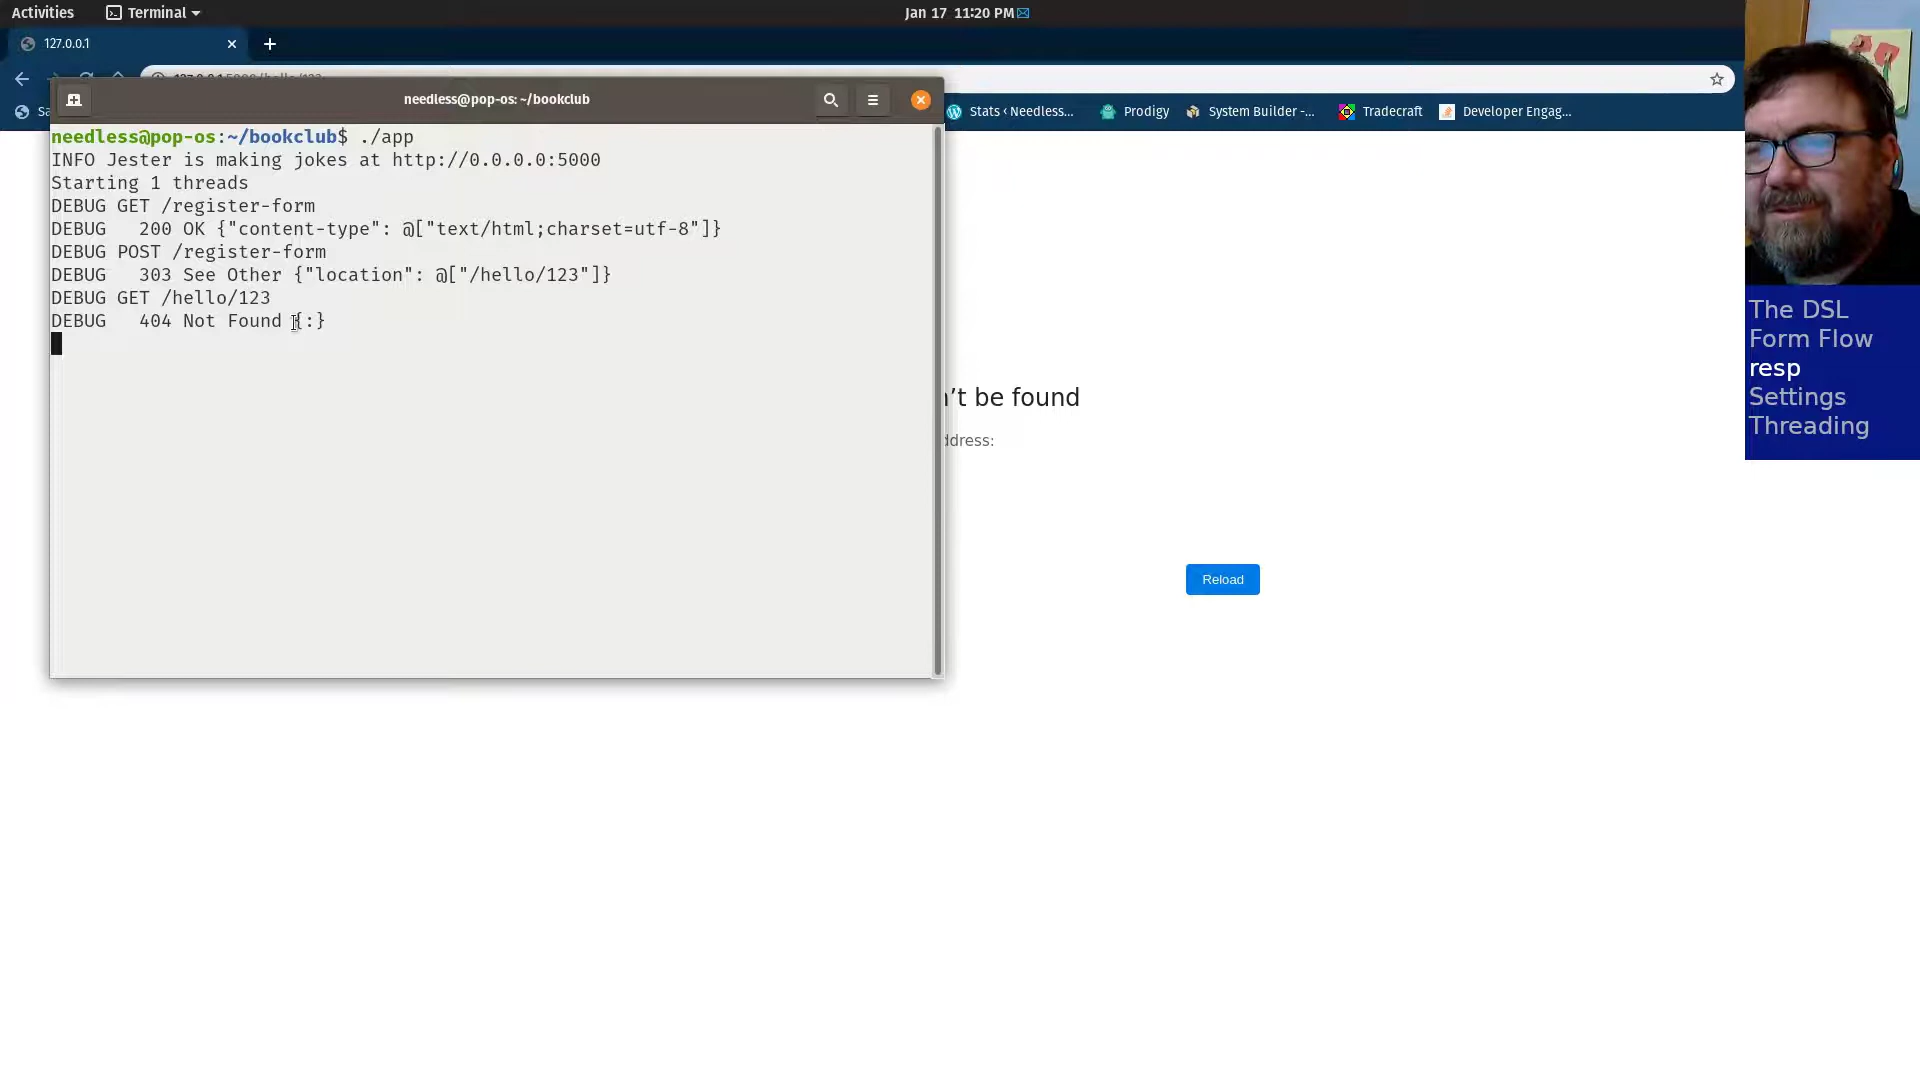 Activities
Terminal
Jan 17 11:20 PM
127.0.0.1
needless@pop-os: ~/bookclub
Stats ‹ Needless...
Prodigy
System Builder -...
Tradecraft
Developer Engag...
needless@pop-os:~/bookclub$ ./app
INFO Jester is making jokes at http://0.0.0.0:5000
Starting 1 threads
DEBUG GET /register-form
DEBUG   200 OK {"content-type": @["text/html;charset=utf-8"]}
DEBUG POST /register-form
DEBUG   303 See Other {"location": @["/hello/123"]}
DEBUG GET /hello/123
DEBUG   404 Not Found {:}
't be found
ddress:
Reload
The DSL
Form Flow
resp
Settings
Threading